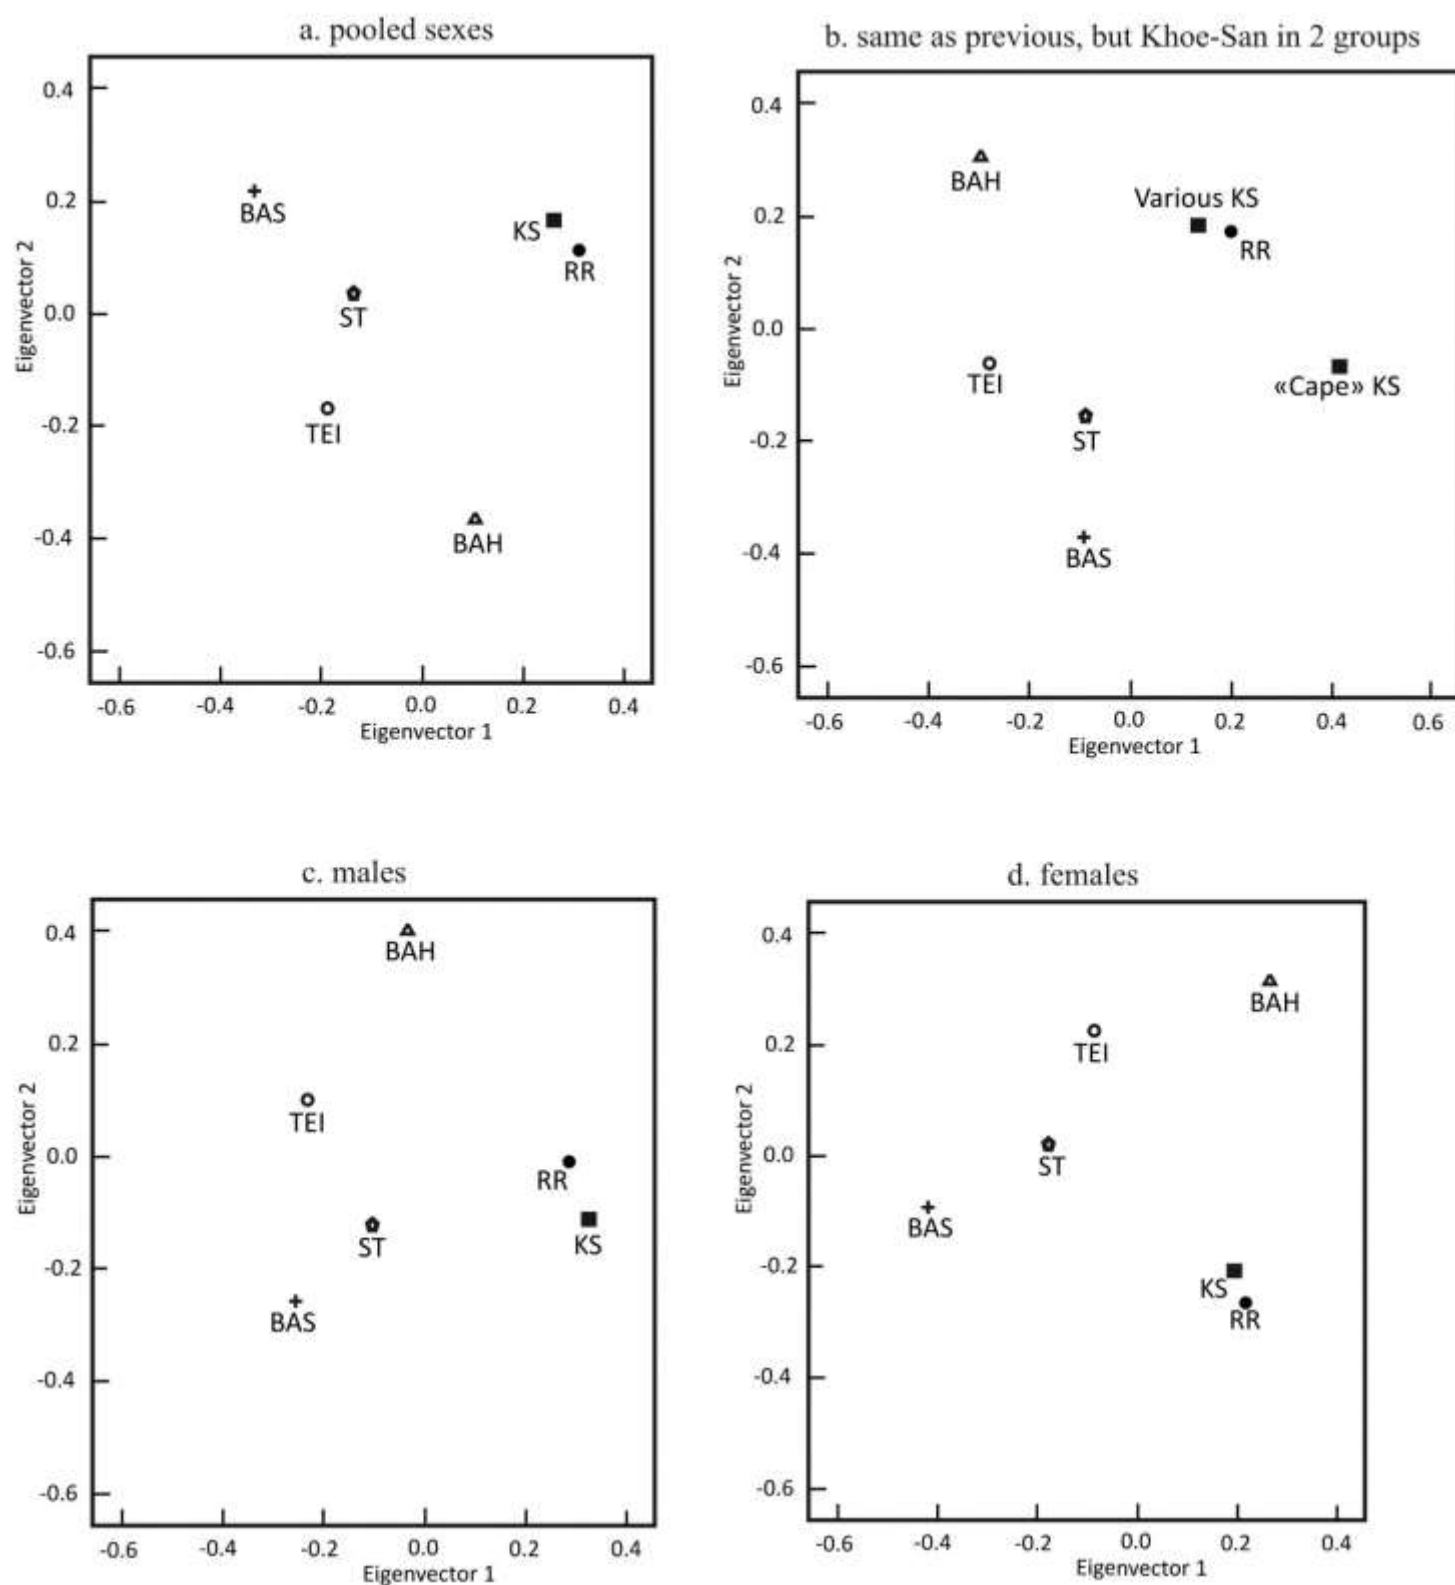 a. pooled sexes
0.4
0.2
0.0
-0.2
-0.4
-0.6
Eigenvector 2
BAS
KS
RR
ST
TEI
BAH
-0.6 -0.4 -0.2 0.0 0.2 0.4
Eigenvector 1
b. same as previous, but Khoe-San in 2 groups
0.4
0.2
0.0
-0.2
-0.4
-0.6
Eigenvector 2
BAH
Various KS
RR
TEI
«Cape» KS
ST
BAS
-0.6 -0.4 -0.2 0.0 0.2 0.4 0.6
Eigenvector 1
c. males
0.4
0.2
0.0
-0.2
-0.4
-0.6
Eigenvector 2
BAH
TEI
RR
KS
ST
BAS
-0.6 -0.4 -0.2 0.0 0.2 0.4
Eigenvector 1
d. females
0.4
0.2
0.0
-0.2
-0.4
-0.6
Eigenvector 2
BAH
TEI
ST
BAS
KS
RR
-0.6 -0.4 -0.2 0.0 0.2 0.4
Eigenvector 1